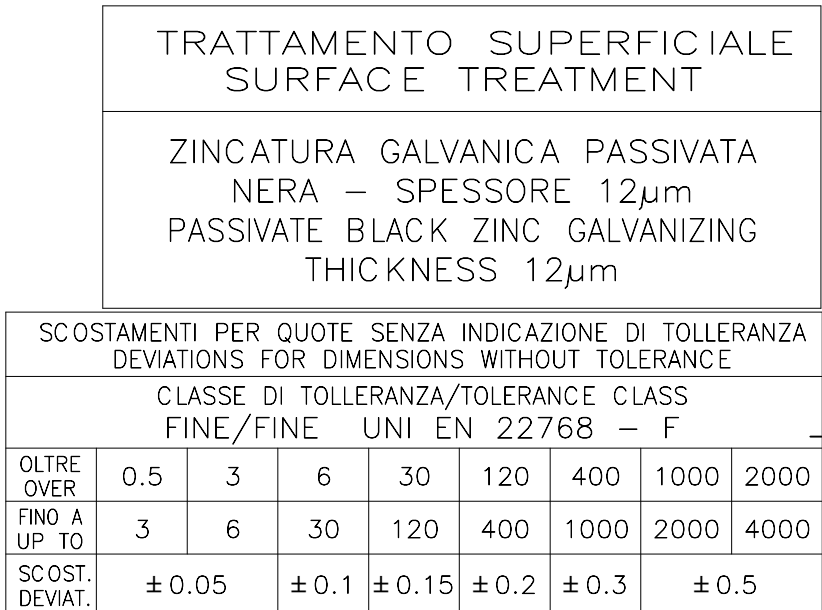 TRATTAMENTO SUPERFICIALE
SURFACE TREATMENT
ZINCATURA GALVANICA PASSIVATA
NERA – SPESSORE 12μm
PASSIVATE BLACK ZINC GALVANIZING
THICKNESS 12μm
SCOSTAMENTI PER QUOTE SENZA INDICAZIONE DI TOLLERANZA
DEVIATIONS FOR DIMENSIONS WITHOUT TOLERANCE
CLASSE DI TOLLERANZA/TOLERANCE CLASS
FINE/FINE UNI EN 22768 – F
OLTRE
OVER 0.5 3 6 30 120 400 1000 2000
FINO A
UP TO 3 6 30 120 400 1000 2000 4000
SCOST.
DEVIAT. ±0.05 ±0.1 ±0.15 ±0.2 ±0.3 ±0.5